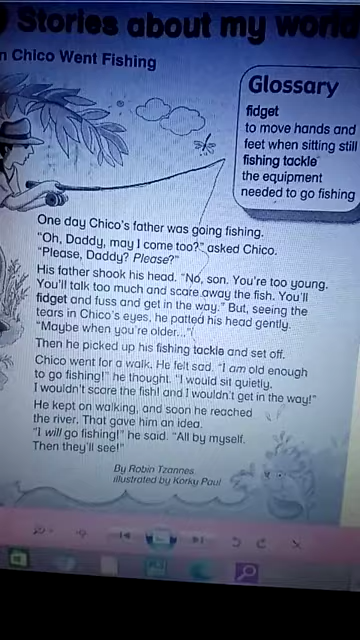 Stories about my world
n Chico Went Fishing
Glossary
fidget
to move hands and
feet when sitting still
fishing tackle
the equipment
needed to go fishing
One day Chico's father was going fishing.
"Oh, Daddy, may I come too?" asked Chico.
"Please, Daddy? Please?"
His father shook his head. "No, son. You're too young.
You'll talk too much and scare away the fish. You'll
fidget and fuss and get in the way." But, seeing the
tears in Chico's eyes, he patted his head gently.
"Maybe when you're older..."
Then he picked up his fishing tackle and set off.
Chico went for a walk. He felt sad. "I am old enough
to go fishing!" he thought. "I would sit quietly.
I wouldn't scare the fish! and I wouldn't get in the way!"
He kept on walking, and soon he reached
the river. That gave him an idea.
"I will go fishing!" he said. "All by myself.
Then they'll see!"
By Robin Tzannes
illustrated by Korky Paul